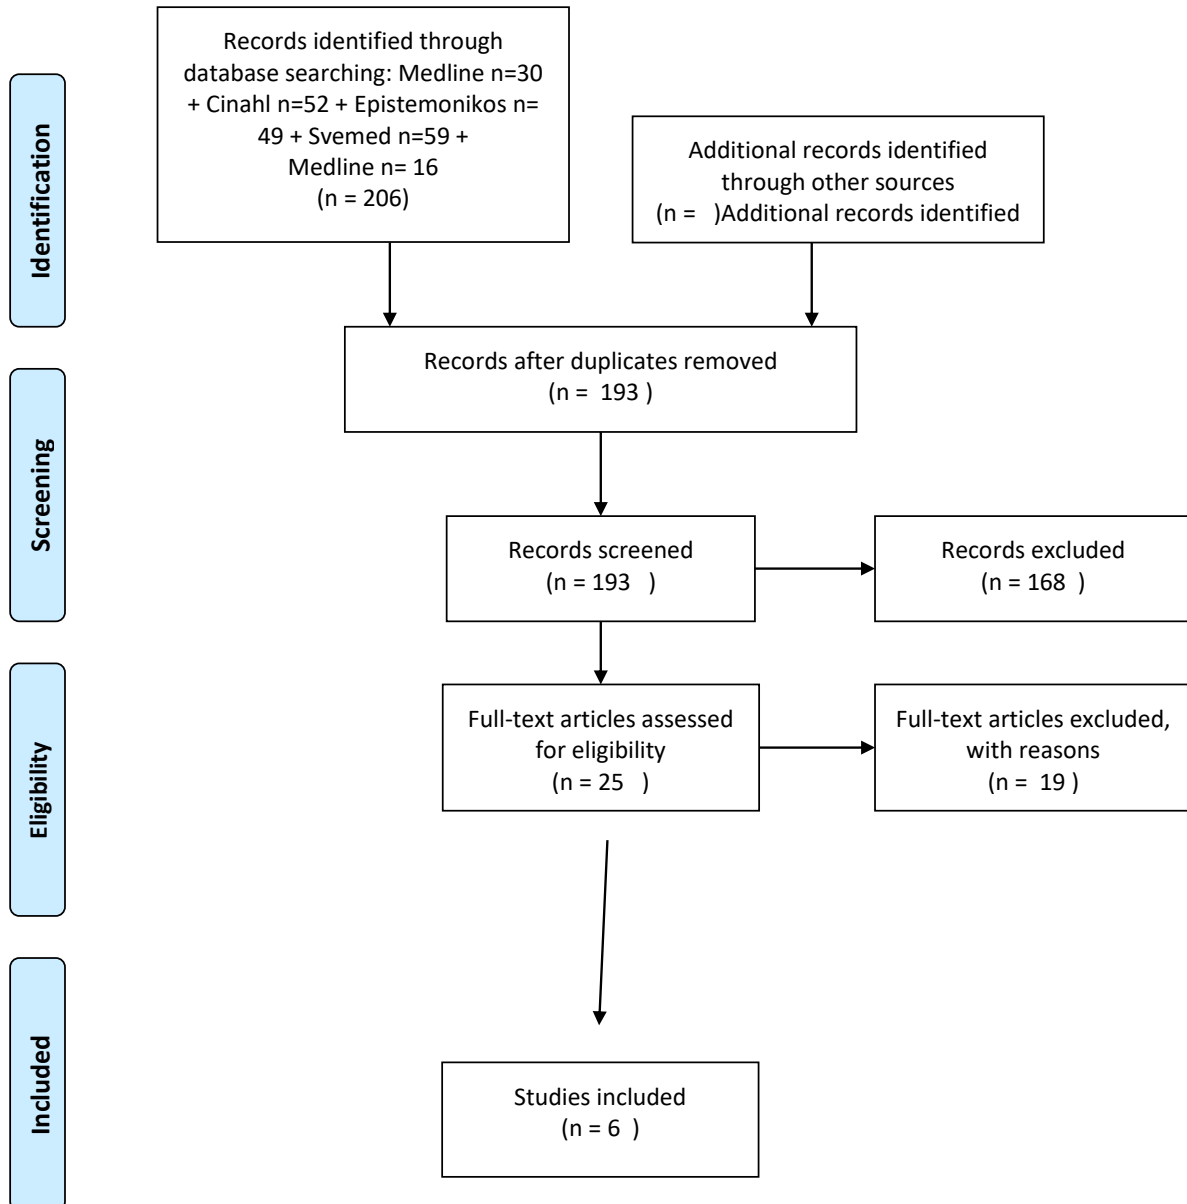 Records identified through
database searching: Medline n=30
+ Cinahl n=52 + Epistemonikos n=
49 + Svemed n=59 +
Medline n= 16
(n = 206)
Additional records identified
through other sources
(n =   )Additional records identified
Identification
Records after duplicates removed
(n =  193 )
Screening
Records screened
(n = 193   )
Records excluded
(n = 168  )
Full-text articles assessed
for eligibility
(n = 25   )
Full-text articles excluded,
with reasons
(n =  19 )
Eligibility
Studies included
(n = 6  )
Included